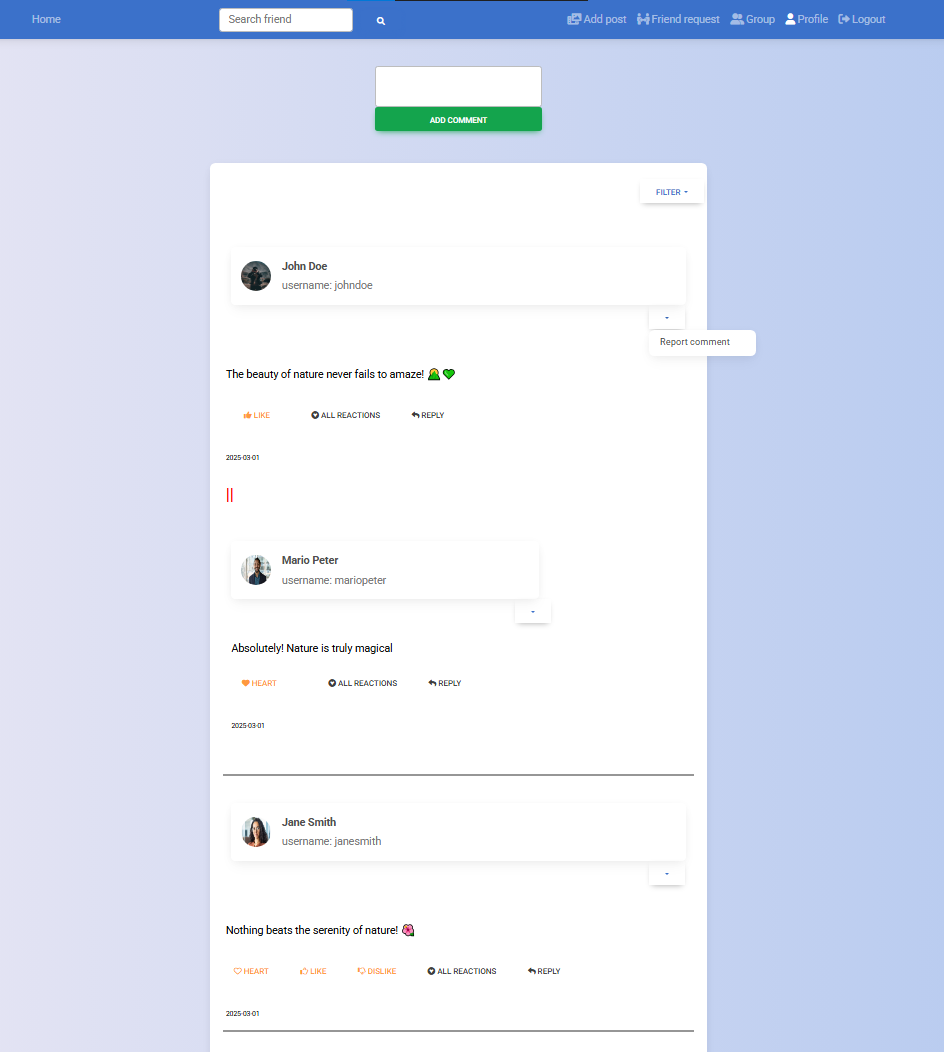 Home Search friend Add post Friend request Group Profile Logout
ADD COMMENT
FILTER
John Doe
username: johndoe
Report comment
The beauty of nature never fails to amaze! 🌄💚
LIKE ALL REACTIONS REPLY
2025-03-01
||
Mario Peter
username: mariopeter
Absolutely! Nature is truly magical
HEART ALL REACTIONS REPLY
2025-03-01
Jane Smith
username: janesmith
Nothing beats the serenity of nature! 🌺
HEART LIKE DISLIKE ALL REACTIONS REPLY
2025-03-01